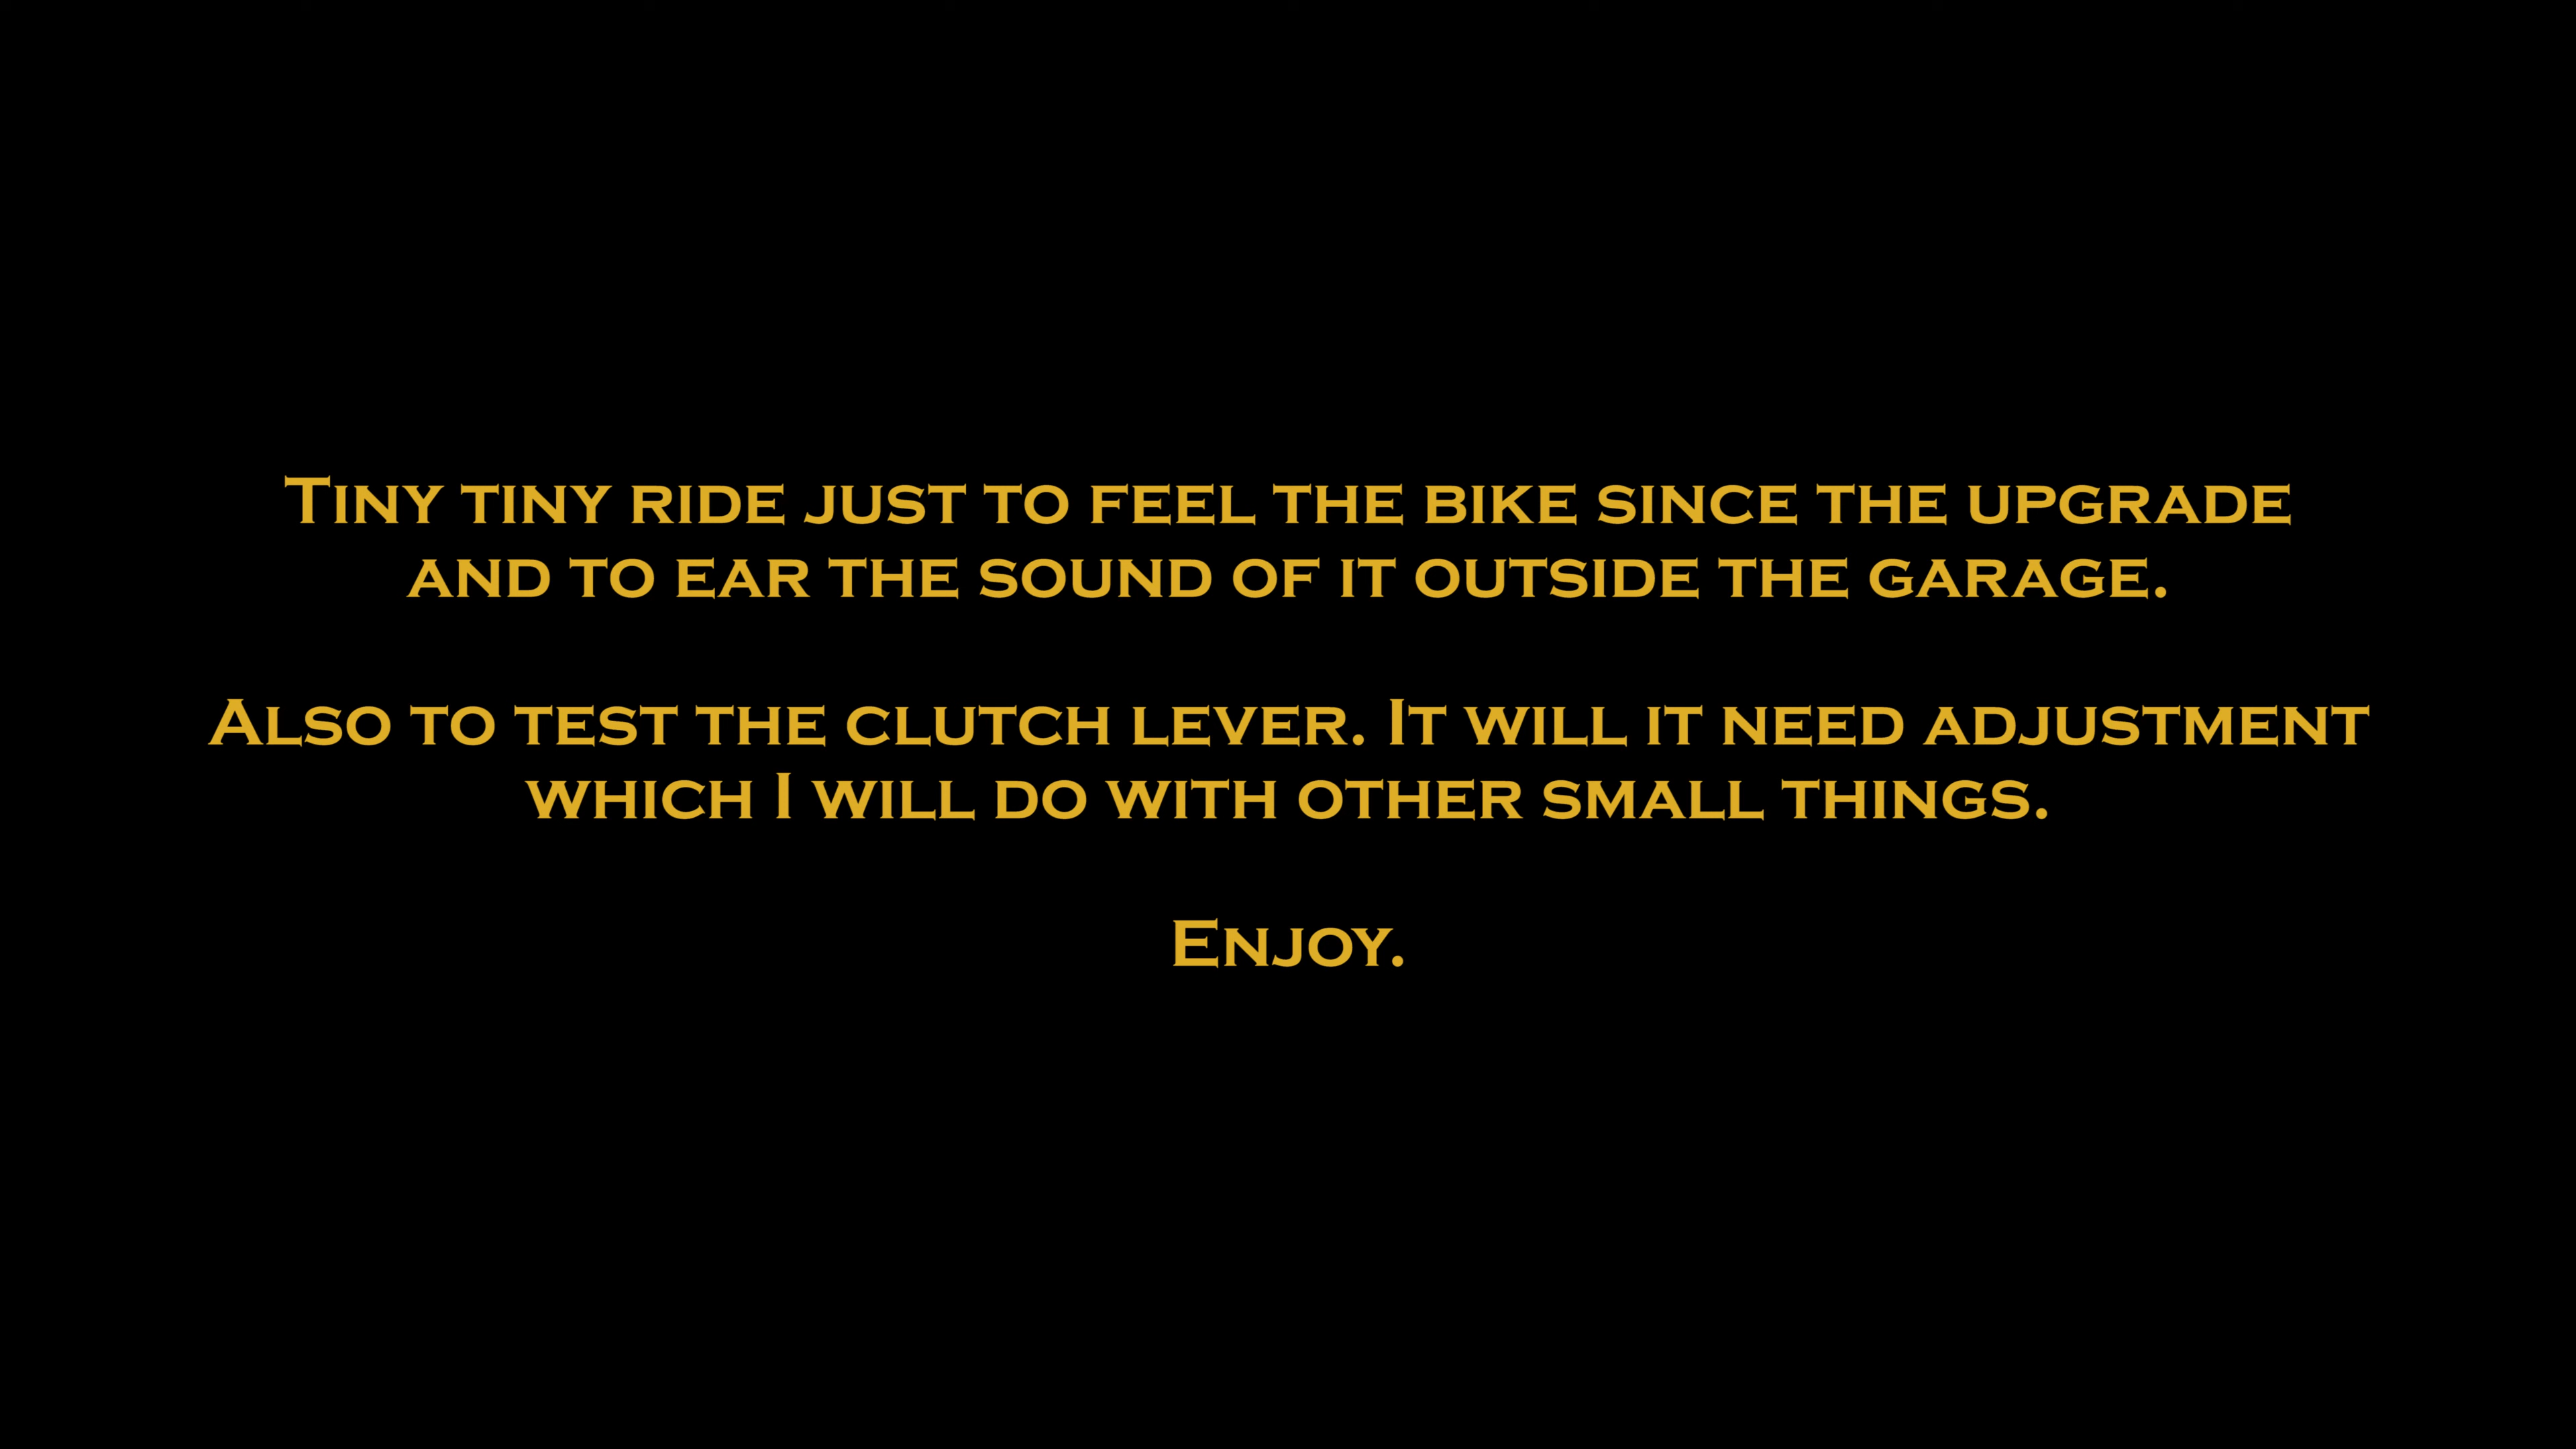 Tiny tiny ride just to feel the bike since the upgrade
and to ear the sound of it outside the garage.
Also to test the clutch lever. It will it need adjustment
which I will do with other small things.
Enjoy.